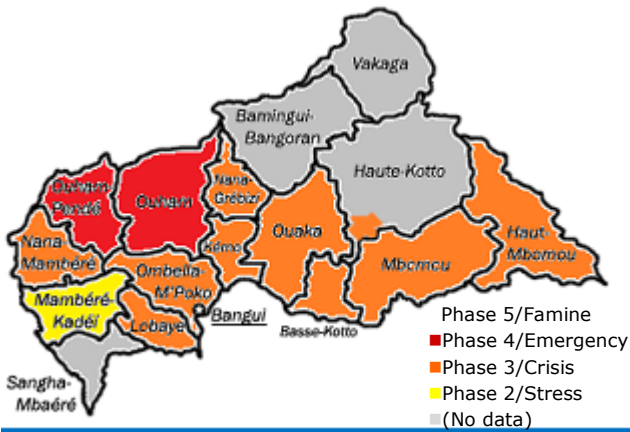 Vakaga
Bamingui-
Bangoran
Haute-Kotto
Ouham-
Pendé
Ouham
Nana-
Grébizi
Ouaka
Haut-
Mbomou
Nana-
Mambéré
Kémo
Mbomou
Ombella-
M'Poko
Mambéré-
Kadéï
Lobaye
Bangui
Basse-Kotto
Sangha-
Mbaéré
Phase 5/Famine
Phase 4/Emergency
Phase 3/Crisis
Phase 2/Stress
(No data)